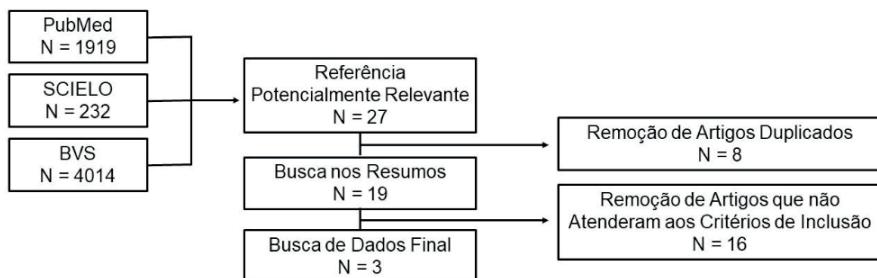 PubMed
N = 1919
SCIELO
N = 232
BVS
N = 4014
Referência
Potencialmente Relevante
N = 27
Remoção de Artigos Duplicados
N = 8
Busca nos Resumos
N = 19
Remoção de Artigos que não
Atenderam aos Critérios de Inclusão
N = 16
Busca de Dados Final
N = 3